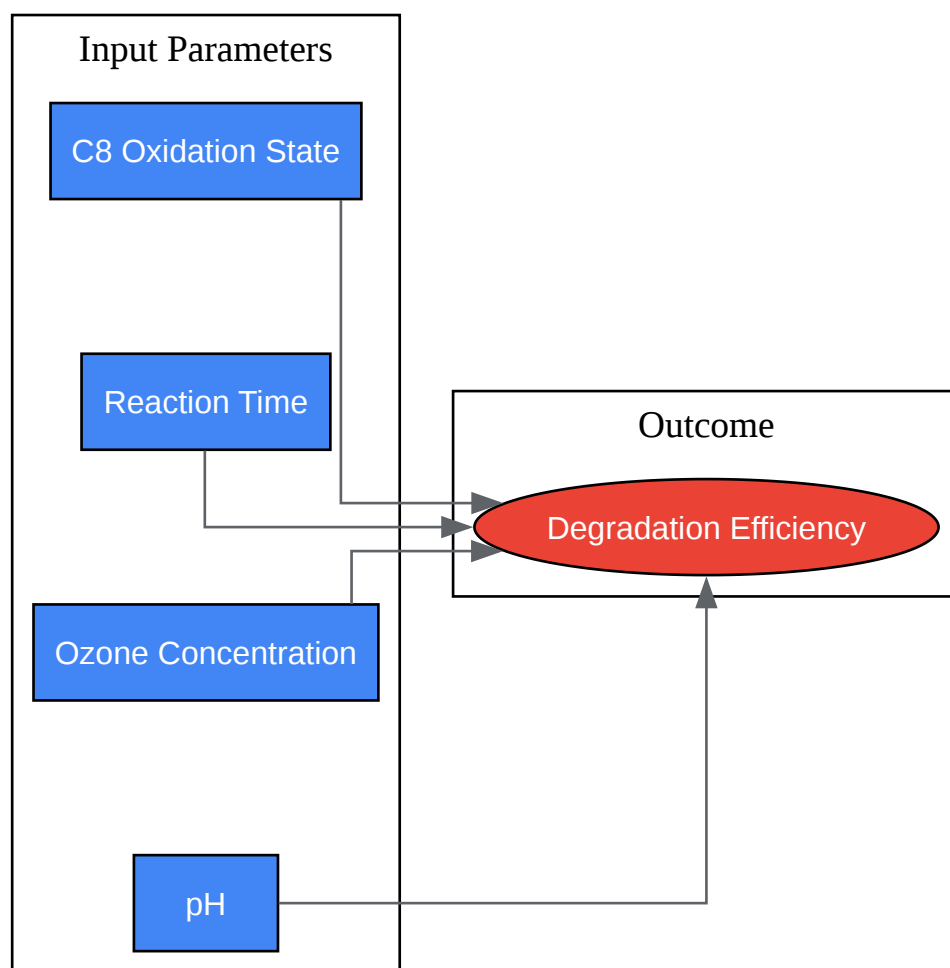 Input Parameters
C8 Oxidation State
Reaction Time
Ozone Concentration
pH
Outcome
Degradation Efficiency